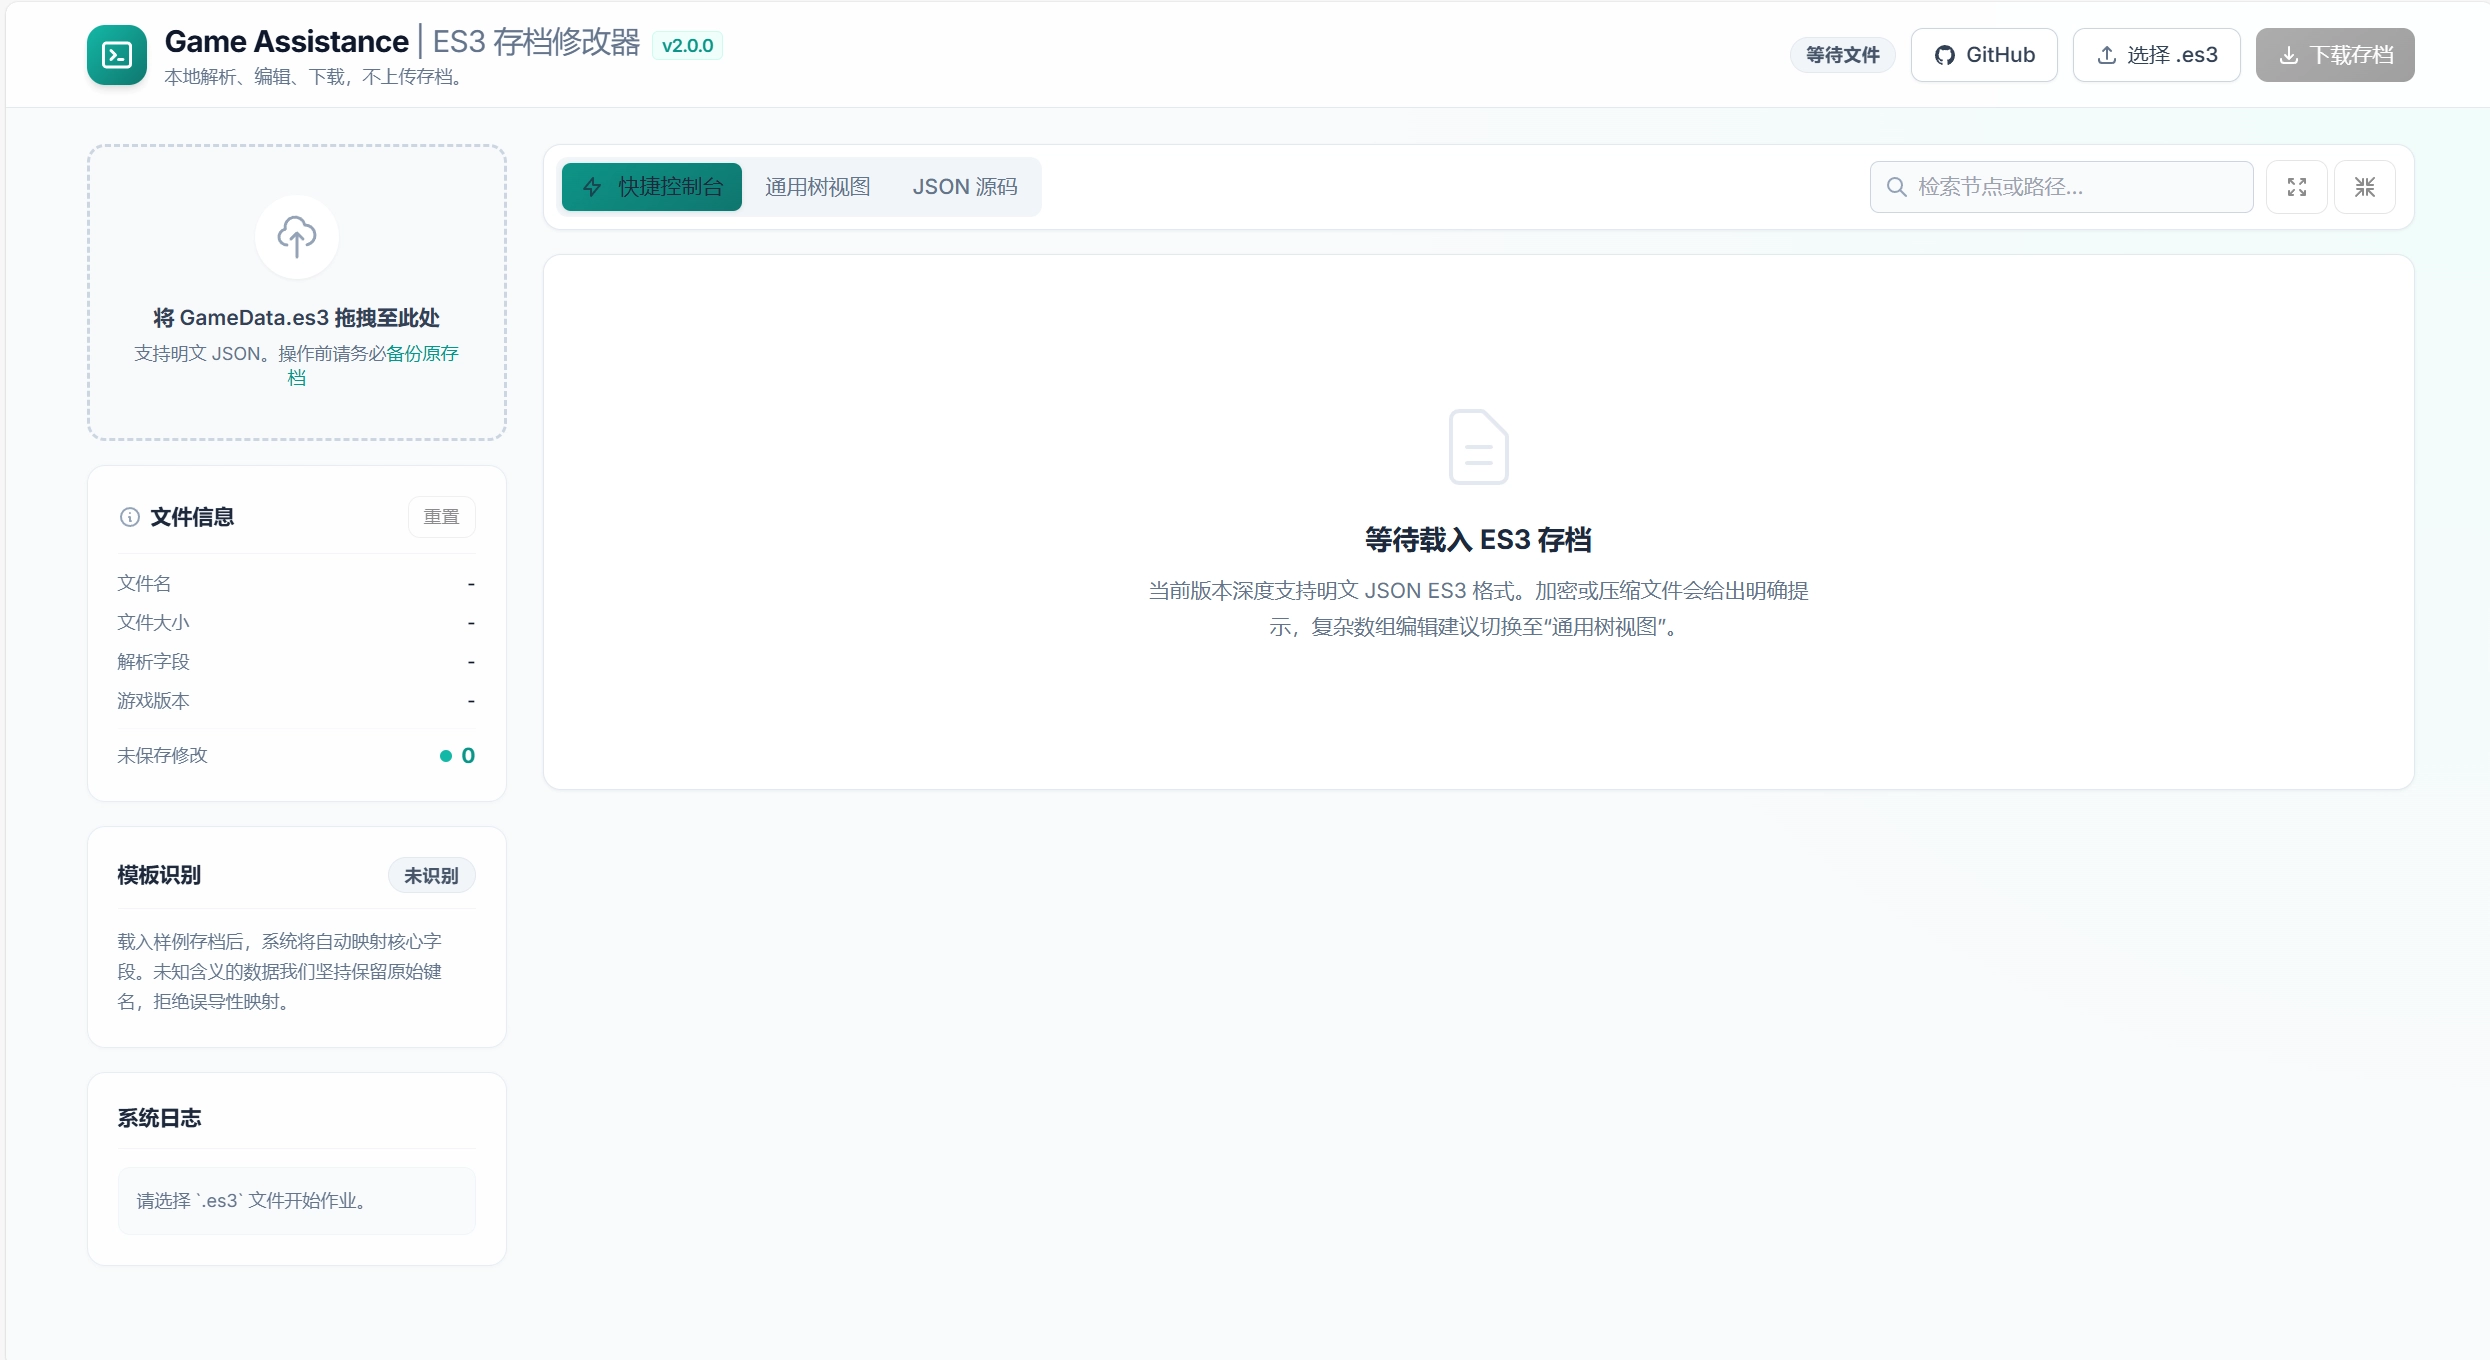 Game Assistance | ES3 存档修改器 v2.0.0
本地解析、编辑、下载，不上传存档。
等待文件
GitHub
选择 .es3
下载存档
将 GameData.es3 拖拽至此处
支持明文 JSON。操作前请务必备份原存
档
快捷控制台
通用树视图
JSON 源码
检索节点或路径...
等待载入 ES3 存档
当前版本深度支持明文 JSON ES3 格式。加密或压缩文件会给出明确提
示，复杂数组编辑建议切换至“通用树视图”。
文件信息
重置
文件名 -
文件大小 -
解析字段 -
游戏版本 -
未保存修改 0
模板识别
未识别
载入样例存档后，系统将自动映射核心字
段。未知含义的数据我们坚持保留原始键
名，拒绝误导性映射。
系统日志
请选择 `.es3` 文件开始作业。